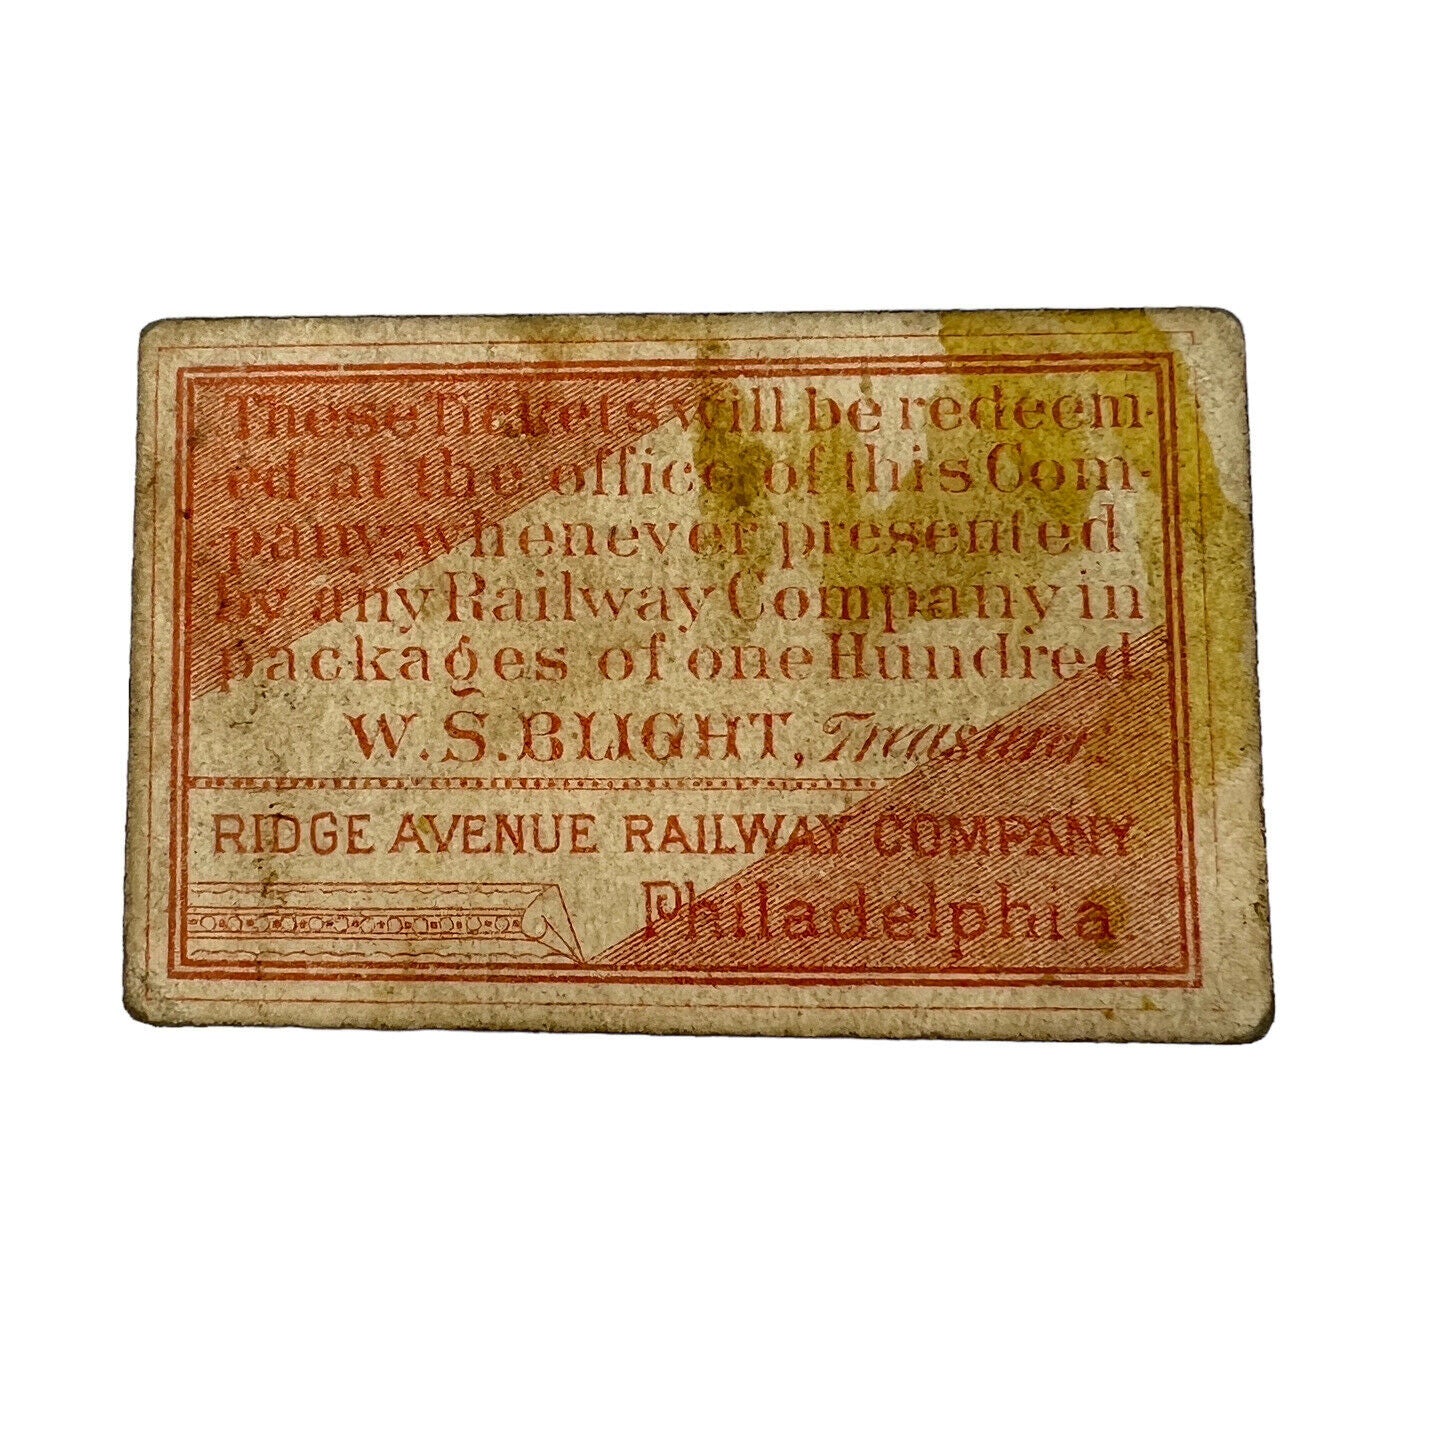 These Tickets will be redeem-
ed at the office of this Com-
pany, whenever presented
by any Railway Company in
packages of one Hundred.
W. S. BLIGHT, Treasurer.
RIDGE AVENUE RAILWAY COMPANY
Philadelphia.